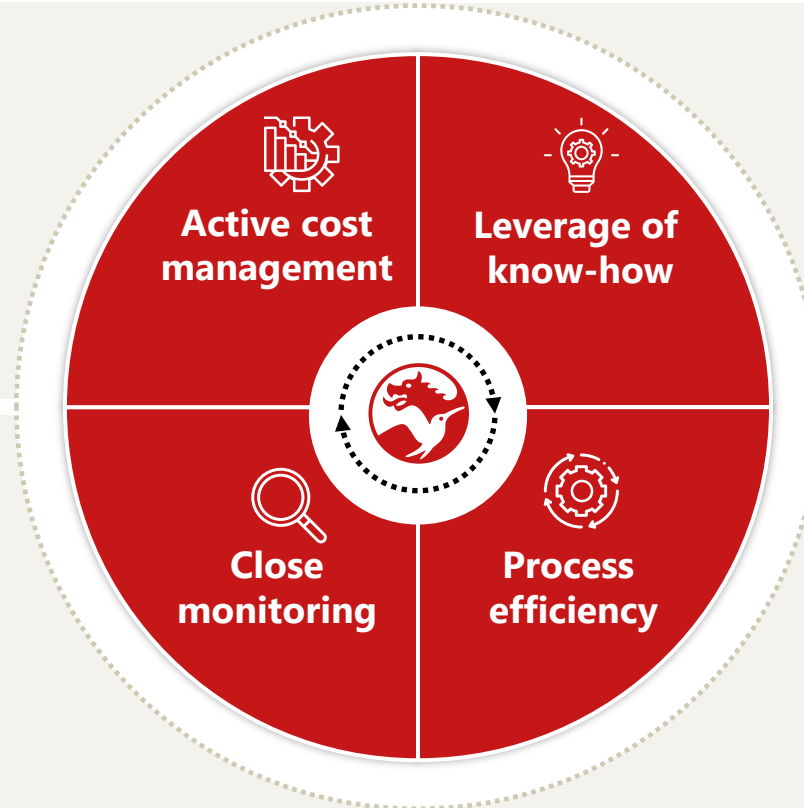 Active cost
management
Leverage of
know-how
Close
monitoring
Process
efficiency